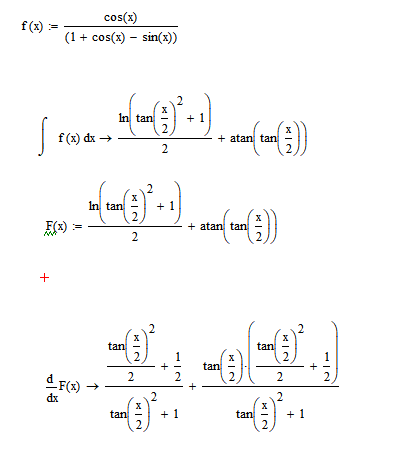 f(x) := cos(x) / (1 + cos(x) − sin(x))
∫ f(x) dx → ln(tan(x/2)² + 1) / 2 + atan(tan(x/2))
F(x) := ln(tan(x/2)² + 1) / 2 + atan(tan(x/2))
+
d/dx F(x) → (tan(x/2)² / 2 + 1/2) / (tan(x/2)² + 1) + (tan(x/2)·(tan(x/2)² / 2 + 1/2)) / (tan(x/2)² + 1)